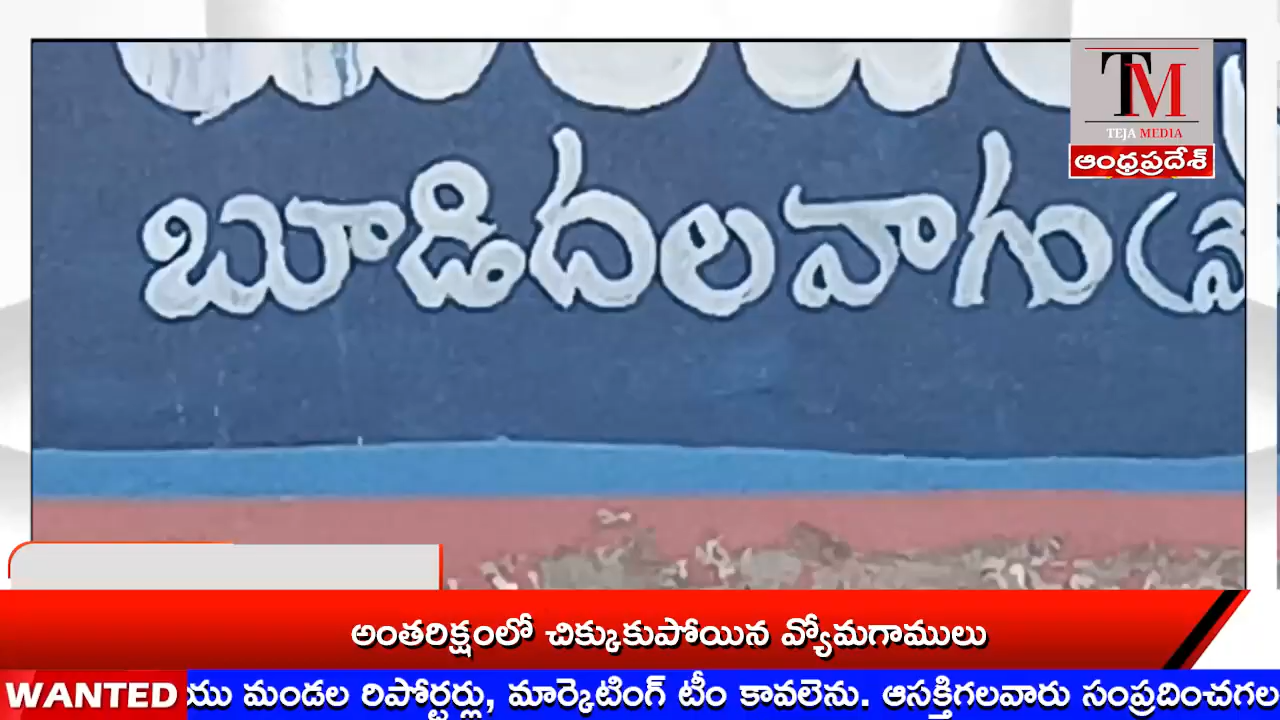 TM
TEJA MEDIA
ఆంధ్రప్రదేశ్
బూడిదలవాగు(
అంతరిక్షంలో చిక్కుకుపోయిన వ్యోమగాములు
WANTED యు మండల రిపోర్టర్లు, మార్కెటింగ్ టీం కావలెను. ఆసక్తిగలవారు సంప్రదించగల